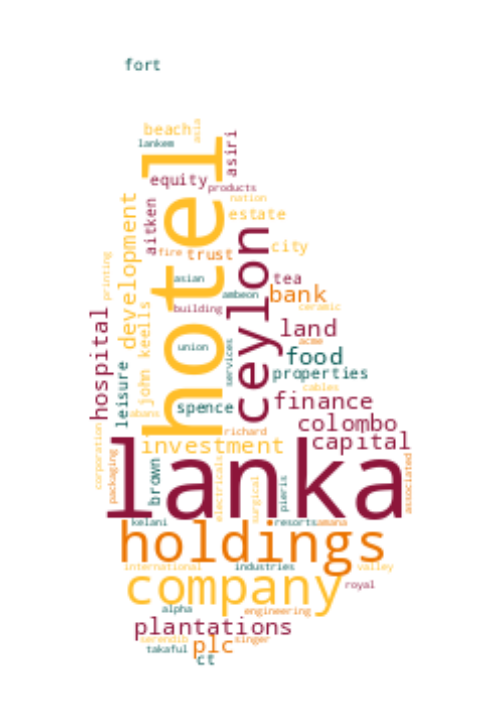 fort
beach
asia
lankem
hotel
asiri
equity
products
aitken
nation
development
estate
fire
trust
city
printing
asian
tea
ambeon
bank
ceylon
building
ceramic
john keells
hospital
land
acme
union
services
food
leisure
properties
cables
abans
spence
finance
richard
colombo
corporation
investment
capital
packaging
brown
electricals
surgical
pieris
associated
lanka
kelani
resorts
amana
holdings
international
industries
valley
company
royal
alpha
engineering
plantations
serendib
plc
singer
takaful
ct